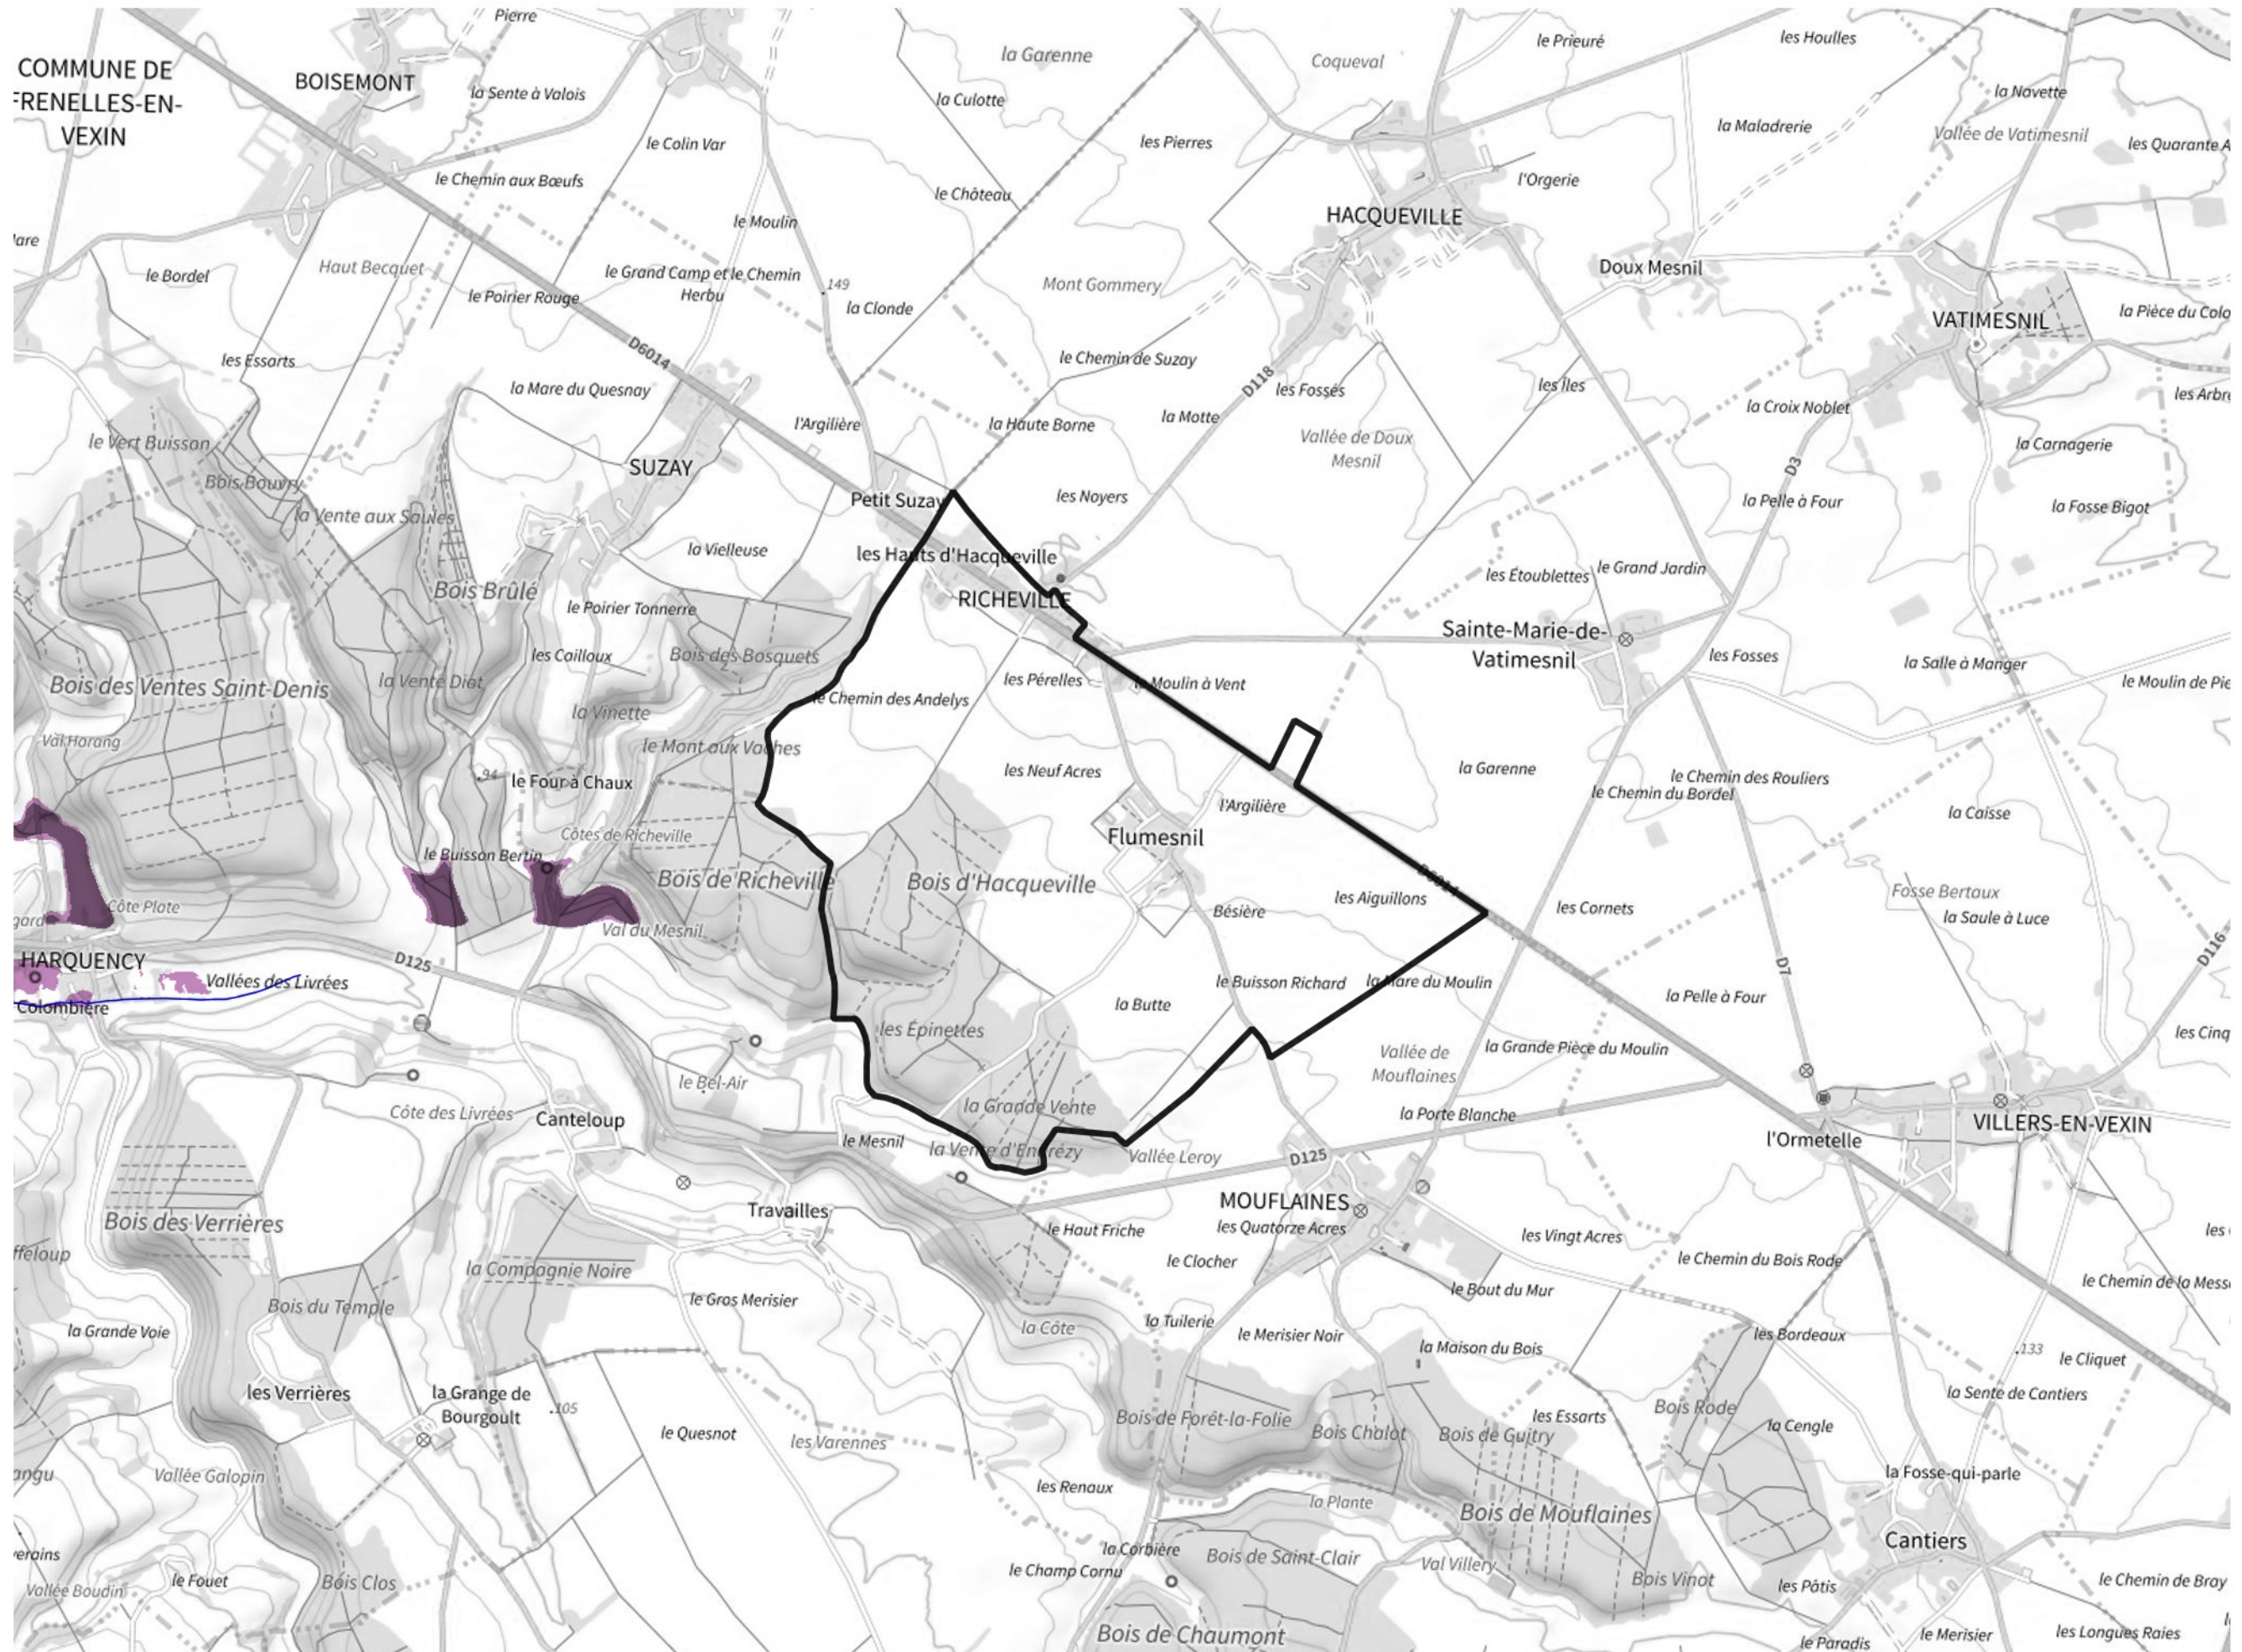 Pierre
COMMUNE DE
FRENELLES-EN-
VEXIN
BOISEMONT
la Sente à Valois
la Garenne
Coqueval
le Prieuré
les Houlles
la Culotte
la Navette
la Maladrerie
Vallée de Vatimesnil
les Quarante A
le Colin Var
les Pierres
le Chemin aux Bœufs
le Château
l'Orgerie
le Moulin
HACQUEVILLE
le Bordel
Haut Becquet
le Grand Camp et le Chemin
Herbu
149
Mont Gommery
Doux Mesnil
le Poirier Rouge
la Clonde
VATIMESNIL
la Pièce du Colo
D6014
les Essarts
la Mare du Quesnay
le Chemin de Suzay
D118
les Fossés
les Iles
les Arbre
l'Argilière
la Haute Borne
la Motte
la Croix Noblet
le Vert Buisson
Vallée de Doux
Mesnil
la Carnagerie
SUZAY
D3
Bois Bouvry
Petit Suzay
les Noyers
la Pelle à Four
la Fosse Bigot
la Vente aux Saules
la Vielleuse
les Hauts d'Hacqueville
Bois Brûlé
le Poirier Tonnerre
RICHEVILLE
les Étoublettes
le Grand Jardin
Sainte-Marie-de-
Vatimesnil
les Cailloux
Bois des Bosquets
les Fosses
la Salle à Manger
Bois des Ventes Saint-Denis
la Vente Diot
les Pérelles
le Moulin à Vent
le Moulin de Pie
le Chemin des Andelys
la Vinette
Val Harang
le Mont aux Vaches
94
le Four à Chaux
les Neuf Acres
la Garenne
le Chemin des Rouliers
le Chemin du Bordel
l'Argilière
la Caisse
Côtes de Richeville
Flumesnil
le Buisson Bertin
Bois de Richeville
Bois d'Hacqueville
D6014
les Aiguillons
Fosse Bertaux
Côte Plate
Bésière
les Cornets
la Saule à Luce
Val du Mesnil
D116
HARQUENCY
D125
Vallées des Livrées
le Buisson Richard
la Mare du Moulin
D7
la Pelle à Four
Colombière
la Butte
les Épinettes
les Cinq
Vallée de
Mouflaines
la Grande Pièce du Moulin
le Bel-Air
Côte des Livrées
Canteloup
la Grande Vente
la Porte Blanche
VILLERS-EN-VEXIN
le Mesnil
la Vente d'Entrézy
Vallée Leroy
D125
l'Ormetelle
Bois des Verrières
Travailles
MOUFLAINES
les Quatorze Acres
le Haut Friche
les Vingt Acres
les
le Clocher
le Chemin du Bois Rode
la Compagnie Noire
le Bout du Mur
le Chemin de la Mess
Bois du Temple
le Gros Merisier
la Grande Voie
la Côte
la Tuilerie
le Merisier Noir
la Maison du Bois
les Bordeaux
133
le Cliquet
les Verrières
la Grange de
Bourgoult
105
la Sente de Cantiers
Bois de Forêt-la-Folie
Bois Chalot
Bois de Guitry
les Essarts
Bois Rode
la Cengle
le Quesnot
les Varennes
Vallée Galopin
les Renaux
la Plante
la Fosse-qui-parle
Bois de Mouflaines
Cantiers
la Corbière
Bois de Saint-Clair
Val Villery
le Champ Cornu
Vallée Boudin
le Fouet
Bois Clos
Bois Vinot
les Pâtis
le Chemin de Bray
Bois de Chaumont
le Paradis
le Merisier
les Longues Raies